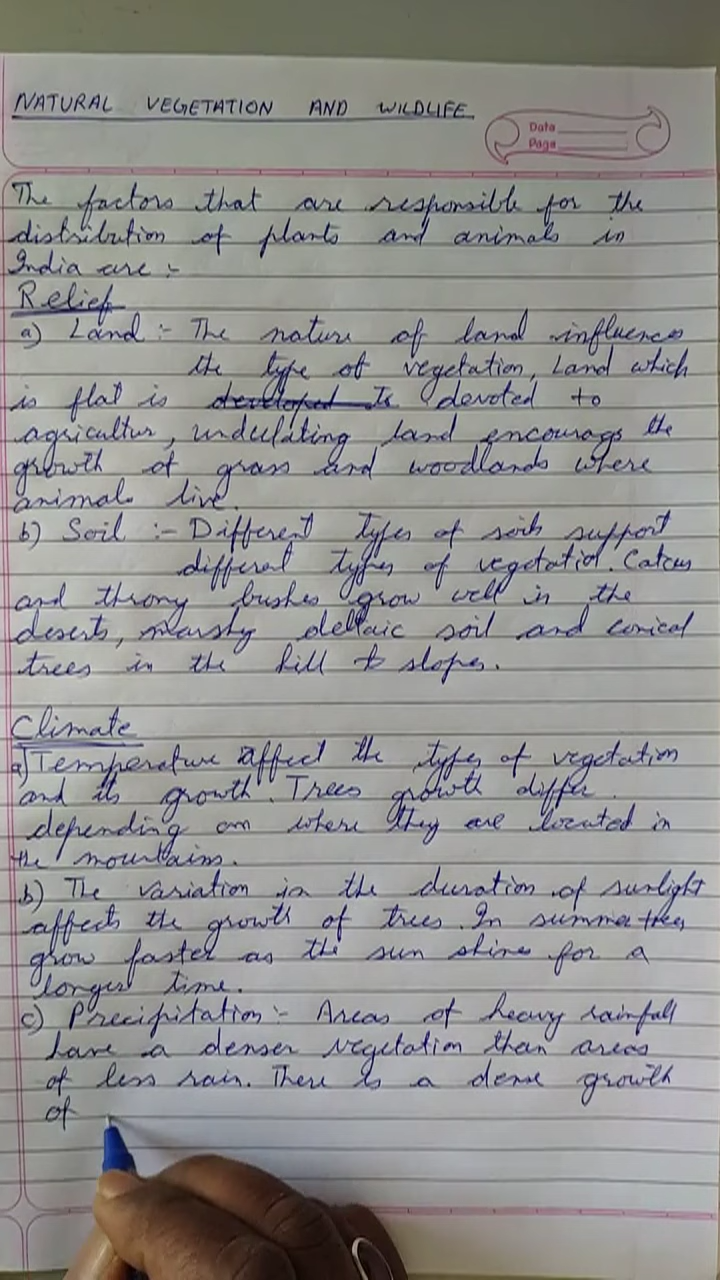 NATURAL VEGETATION AND WILDLIFE
Date
Page
The factors that are responsible for the
distribution of plants and animals in
India are :-
Relief
a) Land :- The nature of land influences
the type of vegetation, Land which
is flat is developed Is devoted to
agricultur, undulating land encourags the
growth of grass and woodlands where
animals live.
b) Soil :- Different types of soils support
different types of vegetation. Catcus
and throny bushes grow well in the
deserts, marshy deltaic soil and conical
trees in the hill to slopes.
Climate
a) Temperature affect the types of vegetation
and its growth. Trees growth differ
depending on where they are located in
the mountains.
b) The variation in the duration of sunlight
affects the growth of trees. In summer trees
grow faster as the sun shine for a
longer time.
c) Precipitation :- Areas of heavy rainfall
have a denser vegetation than areas
of less rain. There is a dense growth
of